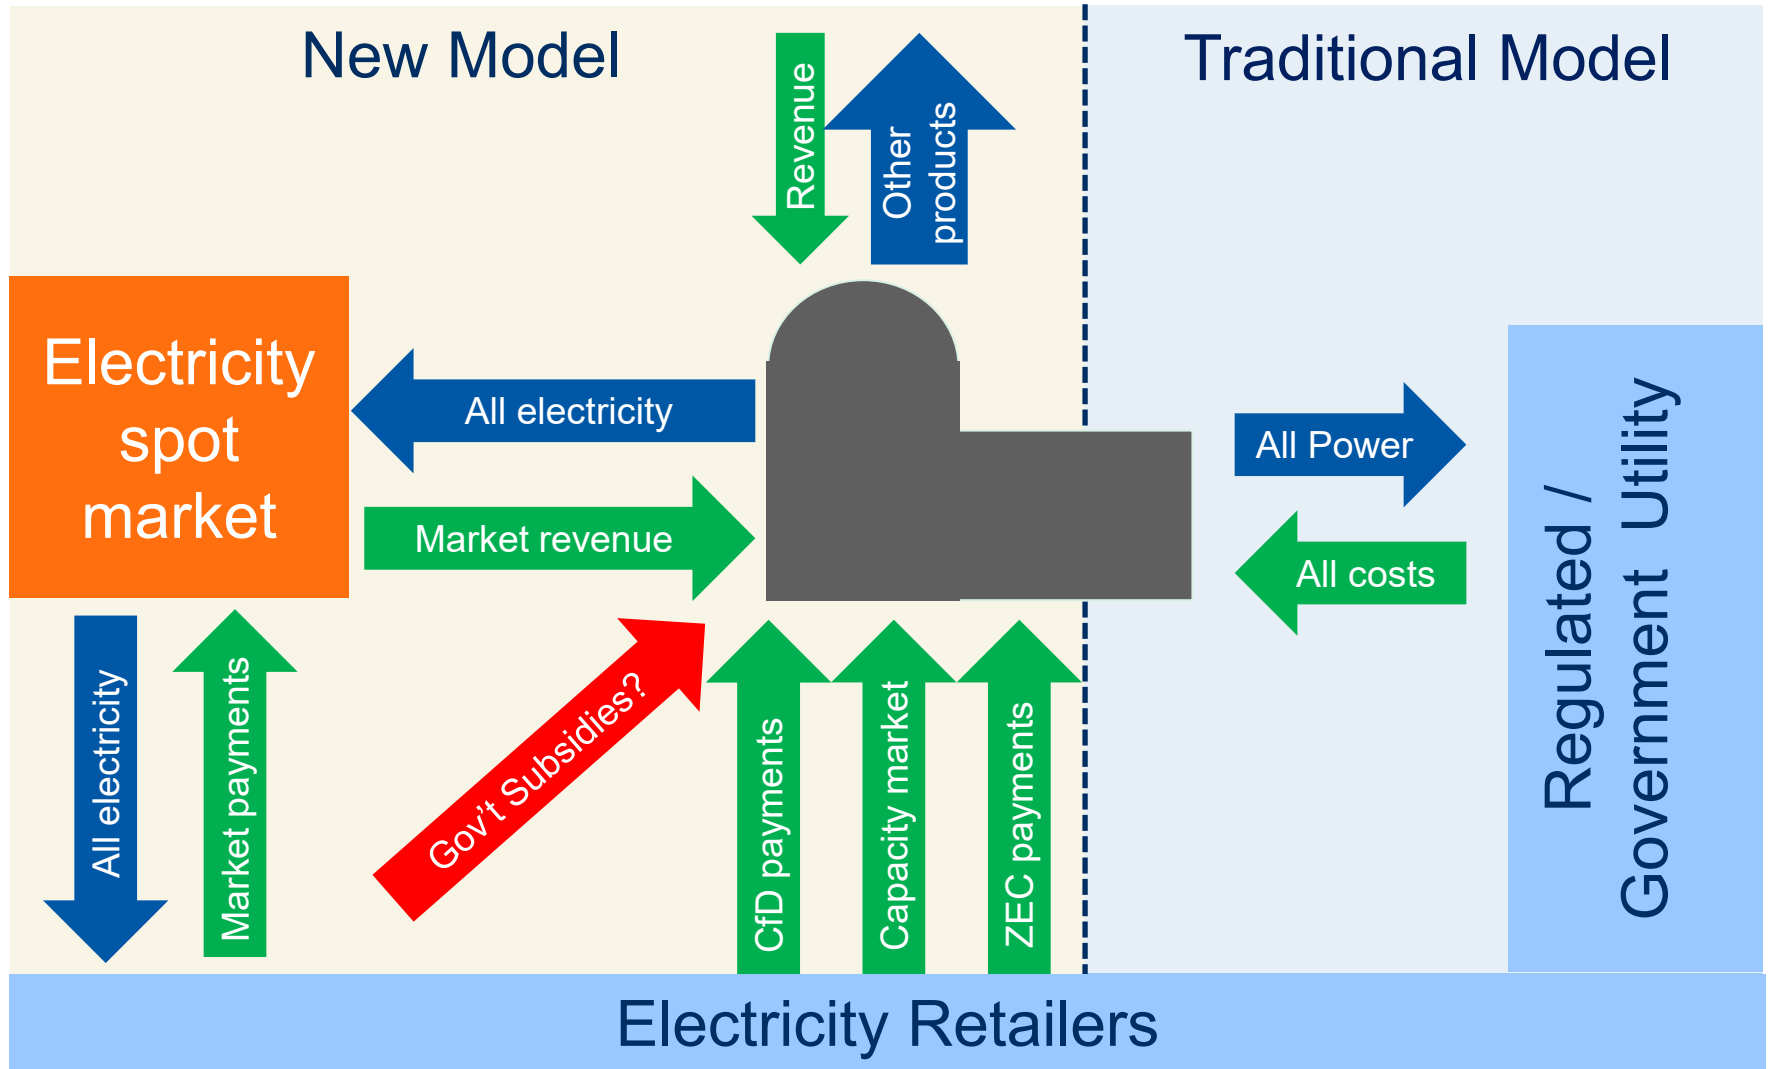 New Model
Traditional Model
Revenue
Other
products
Electricity
spot
market
All electricity
Market revenue
All Power
All costs
Regulated /
Government Utility
All electricity
Market payments
Gov’t Subsidies?
CfD payments
Capacity market
ZEC payments
Electricity Retailers